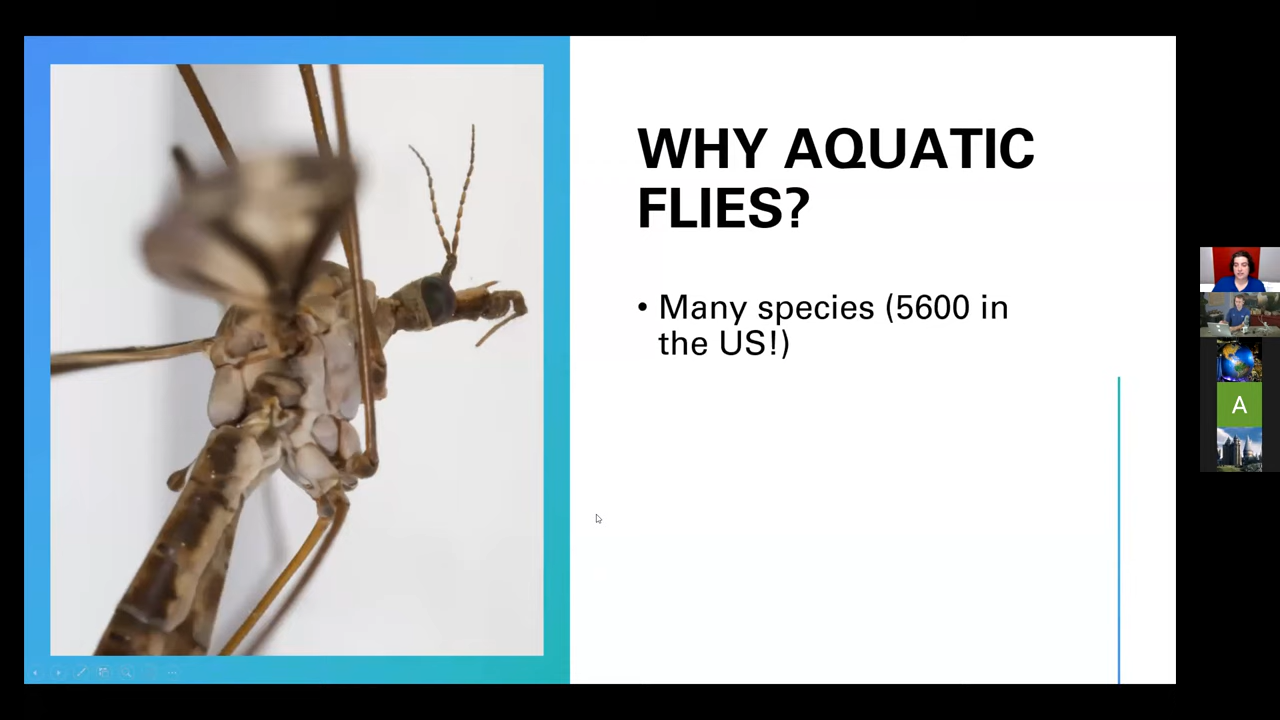 WHY AQUATIC
FLIES?
• Many species (5600 in
the US!)
A